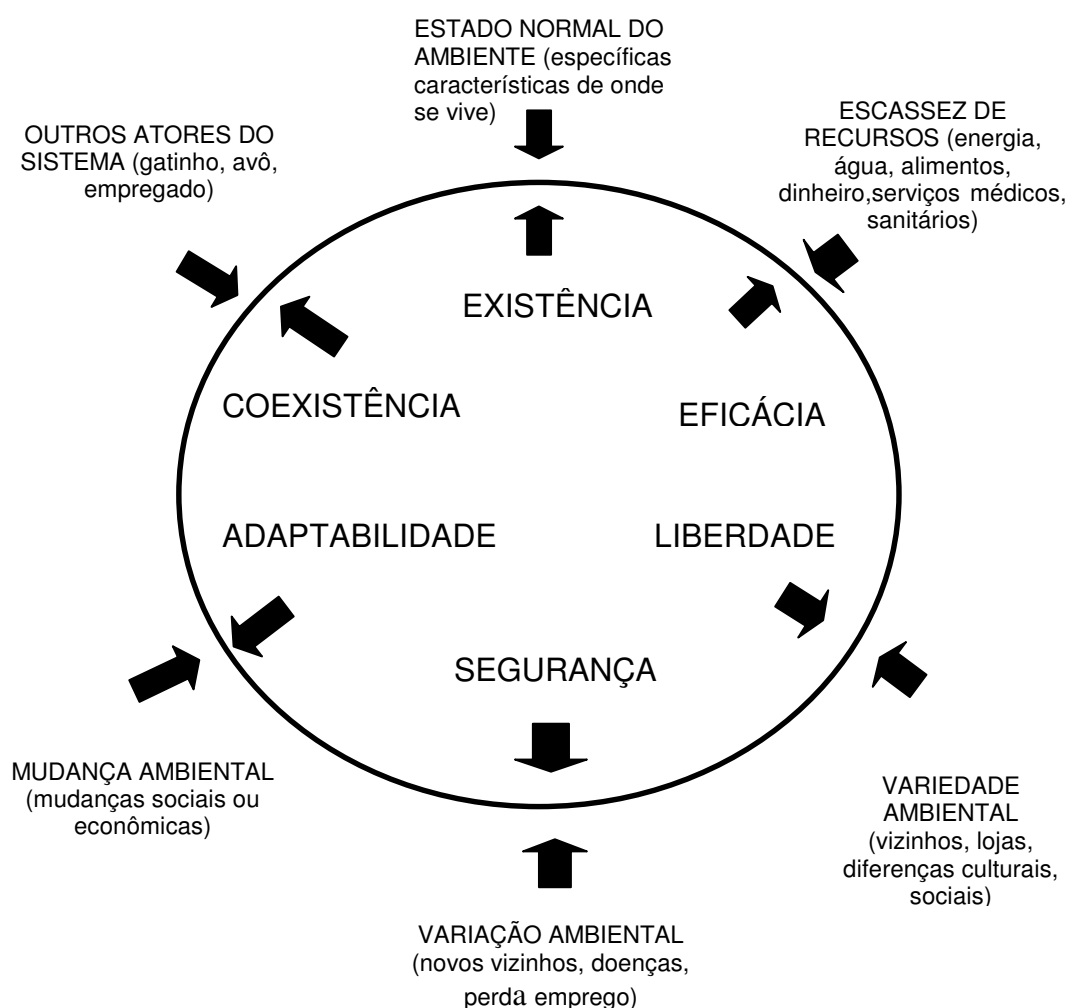 ESTADO NORMAL DO
AMBIENTE (específicas
características de onde
se vive)
OUTROS ATORES DO
SISTEMA (gatinho, avô,
empregado)
ESCASSEZ DE
RECURSOS (energia,
água, alimentos,
dinheiro,serviços médicos,
sanitários)
EXISTÊNCIA
COEXISTÊNCIA
EFICÁCIA
ADAPTABILIDADE
LIBERDADE
SEGURANÇA
MUDANÇA AMBIENTAL
(mudanças sociais ou
econômicas)
VARIEDADE
AMBIENTAL
(vizinhos, lojas,
diferenças culturais,
sociais)
VARIAÇÃO AMBIENTAL
(novos vizinhos, doenças,
perda emprego)